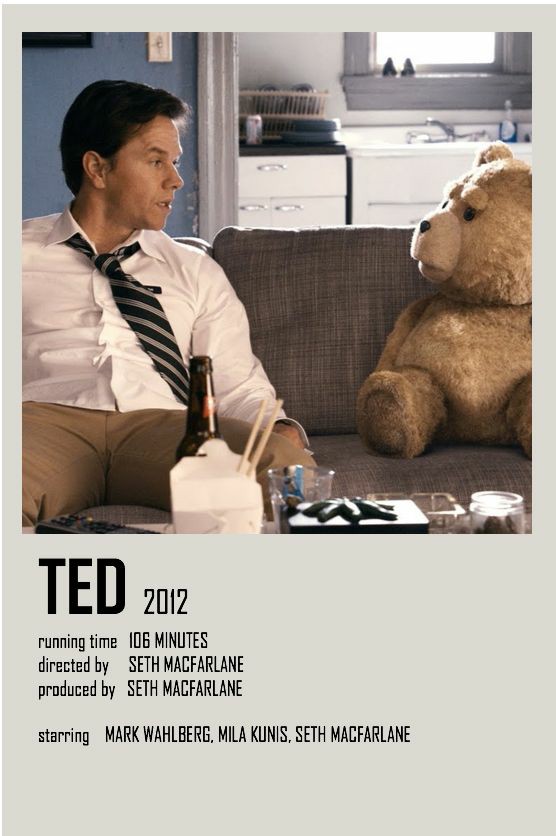 TED 2012
running time 106 MINUTES
directed by SETH MACFARLANE
produced by SETH MACFARLANE
starring MARK WAHLBERG, MILA KUNIS, SETH MACFARLANE